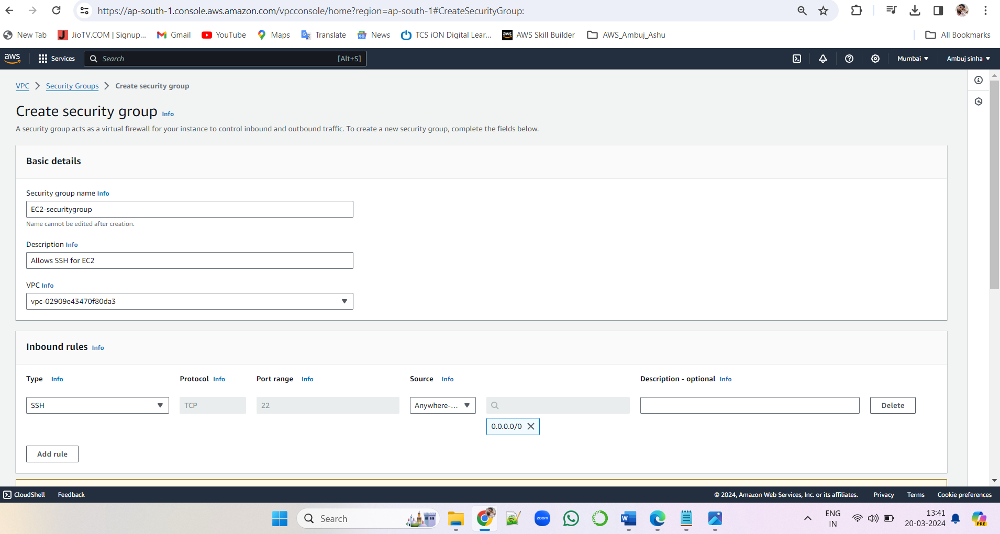 https://ap-south-1.console.aws.amazon.com/vpcconsole/home?region=ap-south-1#CreateSecurityGroup:
New Tab JioTV.COM | Signup... Gmail YouTube Maps Translate News TCS iON Digital Lear... AWS Skill Builder AWS_Ambuj_Ashu All Bookmarks
aws Services Search [Alt+S] Mumbai Ambuj sinha
VPC Security Groups Create security group
Create security group Info
A security group acts as a virtual firewall for your instance to control inbound and outbound traffic. To create a new security group, complete the fields below.
Basic details
Security group name Info
EC2-securitygroup
Name cannot be edited after creation.
Description Info
Allows SSH for EC2
VPC Info
vpc-02909e43470f80da3
Inbound rules Info
Type Info Protocol Info Port range Info Source Info Description - optional Info
SSH TCP 22 Anywhere-... Delete
0.0.0.0/0
Add rule
CloudShell Feedback © 2024, Amazon Web Services, Inc. or its affiliates. Privacy Terms Cookie preferences
Search zoom W ENG 13:41
IN 20-03-2024 PRE